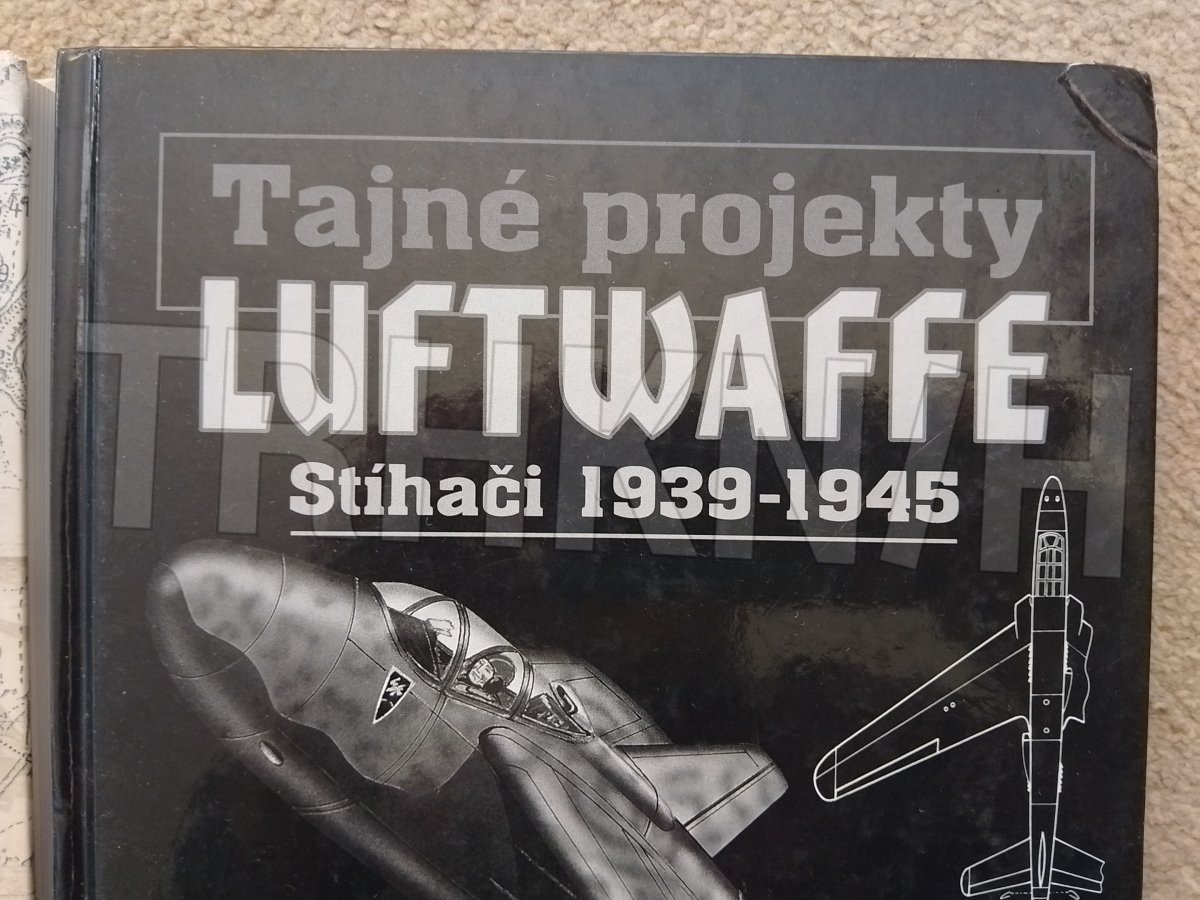 Tajné projekty
LUFTWAFFE
Stíhači 1939-1945